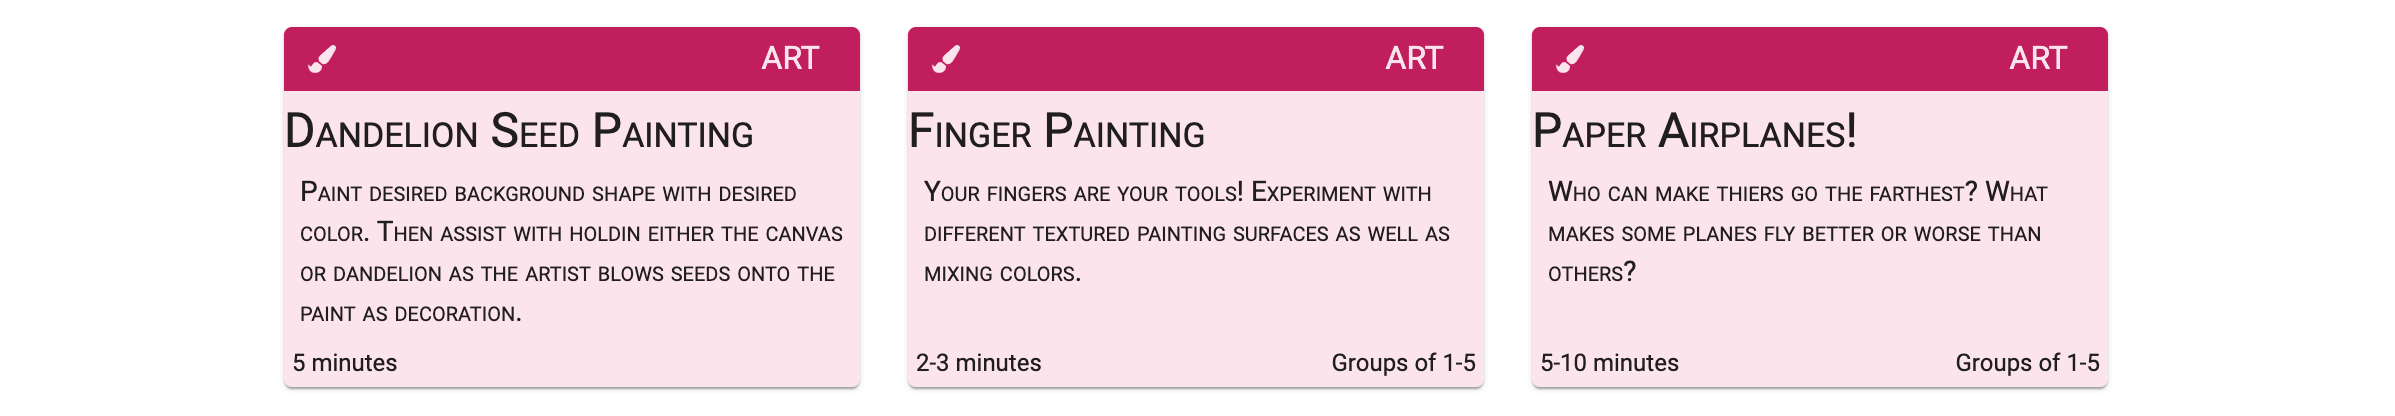 ART
Dandelion Seed Painting
Paint desired background shape with desired
color. Then assist with holdin either the canvas
or dandelion as the artist blows seeds onto the
paint as decoration.
5 minutes
ART
Finger Painting
Your fingers are your tools! Experiment with
different textured painting surfaces as well as
mixing colors.
2-3 minutes
Groups of 1-5
ART
Paper Airplanes!
Who can make thiers go the farthest? What
makes some planes fly better or worse than
others?
5-10 minutes
Groups of 1-5